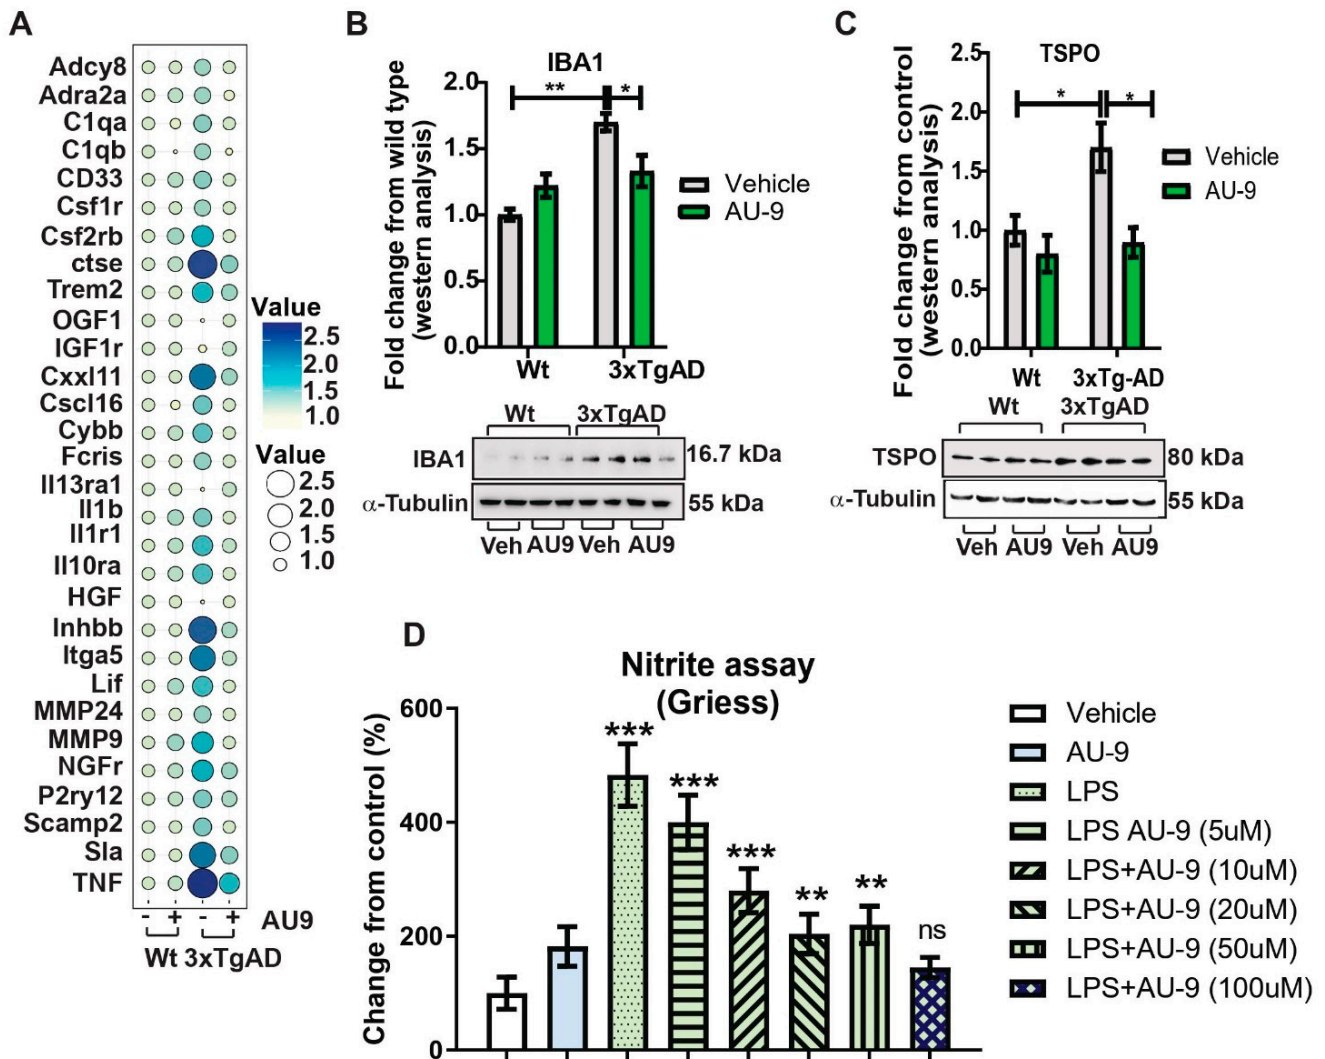 A
Adcy8
Adra2a
C1qa
C1qb
CD33
Csf1r
Csf2rb
ctse
Trem2
OGF1
IGF1r
Cxxl11
Cscl16
Cybb
Fcris
Il13ra1
Il1b
Il1r1
Il10ra
HGF
Inhbb
Itga5
Lif
MMP24
MMP9
NGFr
P2ry12
Scamp2
Sla
TNF
- + - + AU9
Wt 3xTgAD
Value
2.5
2.0
1.5
1.0
Value
2.5
2.0
1.5
1.0
B
IBA1
Fold change from wild type
(western analysis)
2.0
1.5
1.0
0.5
0.0
** *
Wt 3xTgAD
Vehicle
AU-9
Wt 3xTgAD
IBA1 16.7 kDa
α-Tubulin 55 kDa
Veh AU9 Veh AU9
C
TSPO
Fold change from control
(western analysis)
2.5
2.0
1.5
1.0
0.5
0.0
* *
Wt 3xTg-AD
Vehicle
AU-9
Wt 3xTgAD
TSPO 80 kDa
α-Tubulin 55 kDa
Veh AU9 Veh AU9
D
Nitrite assay
(Griess)
Change from control (%)
600
400
200
0
*** *** *** ** ** ns
Vehicle
AU-9
LPS
LPS AU-9 (5uM)
LPS+AU-9 (10uM)
LPS+AU-9 (20uM)
LPS+AU-9 (50uM)
LPS+AU-9 (100uM)